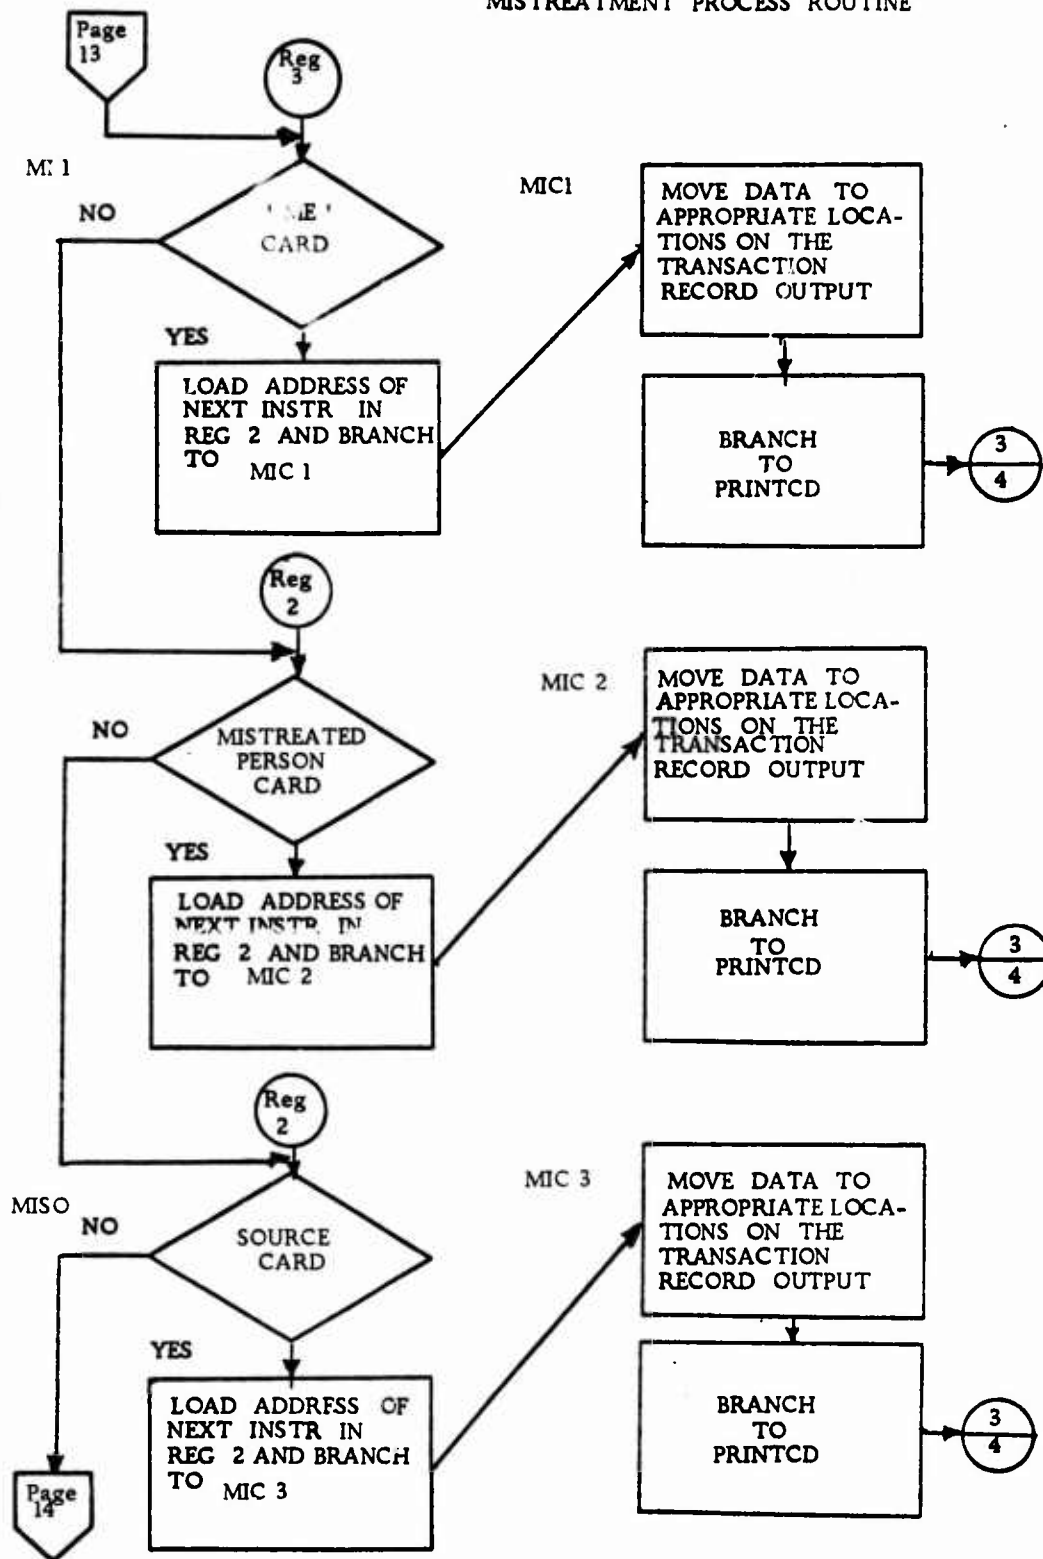 MISTREATMENT PROCESS ROUTINE
Page
13
Reg
3
NO
CARD
YES
LOAD ADDRESS OF
NEXT INSTR IN
REG 2 AND BRANCH
TO MIC 1
MIC1
MOVE DATA TO
APPROPRIATE LOCA-
TIONS ON THE
TRANSACTION
RECORD OUTPUT
BRANCH
TO
PRINTCD
3
4
Reg
2
NO
MISTREATED
PERSON
CARD
YES
LOAD ADDRESS OF
NEXT INSTR IN
REG 2 AND BRANCH
TO MIC 2
MIC 2
MOVE DATA TO
APPROPRIATE LOCA-
TIONS ON THE
TRANSACTION
RECORD OUTPUT
BRANCH
TO
PRINTCD
3
4
Reg
2
MISO
NO
SOURCE
CARD
YES
LOAD ADDRESS OF
NEXT INSTR IN
REG 2 AND BRANCH
TO MIC 3
MIC 3
MOVE DATA TO
APPROPRIATE LOCA-
TIONS ON THE
TRANSACTION
RECORD OUTPUT
BRANCH
TO
PRINTCD
3
4
Page
14